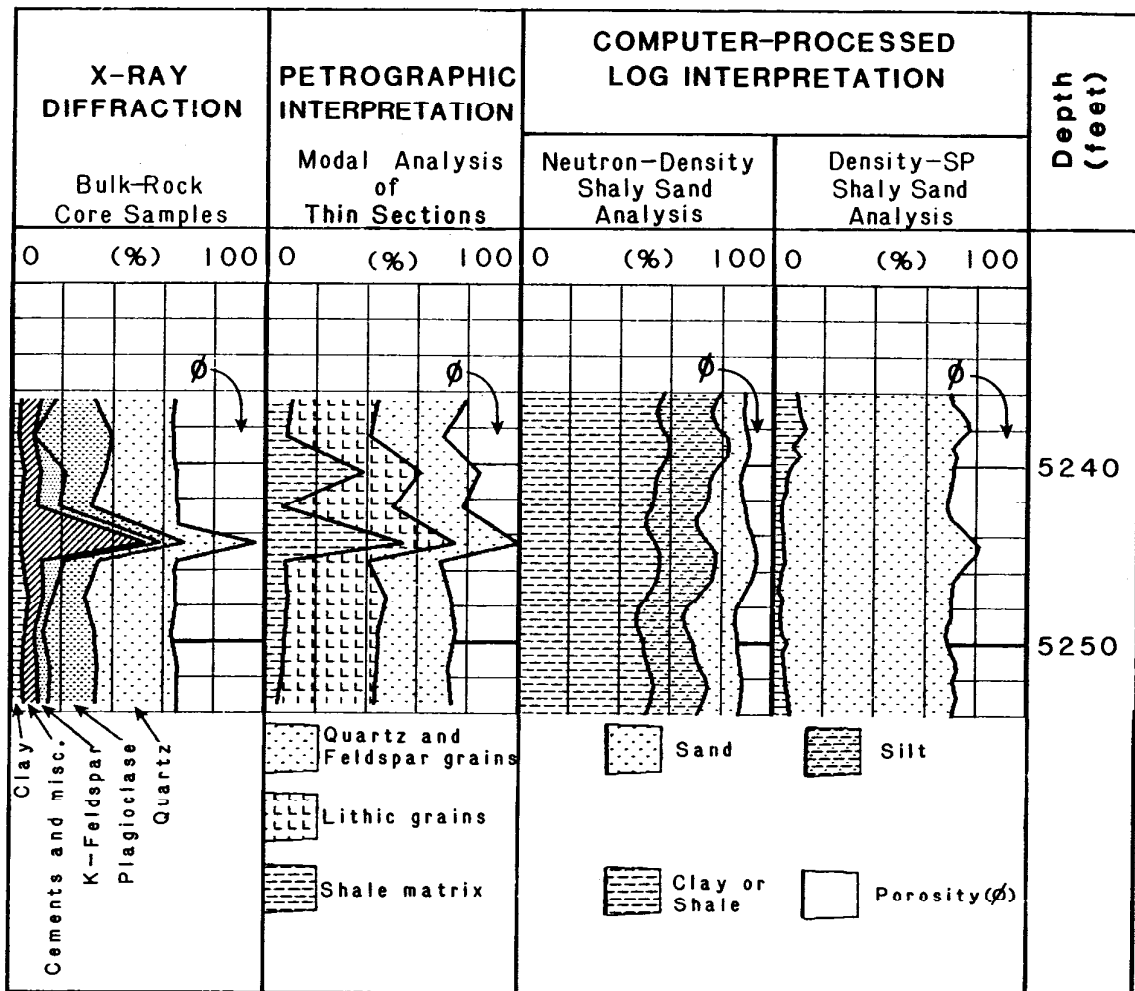 X-RAY
DIFFRACTION
Bulk-Rock
Core Samples
PETROGRAPHIC
INTERPRETATION
Modal Analysis
of
Thin Sections
COMPUTER-PROCESSED
LOG INTERPRETATION
Neutron-Density
Shaly Sand
Analysis
Density-SP
Shaly Sand
Analysis
Depth
(feet)
0 (%) 100
0 (%) 100
0 (%) 100
0 (%) 100
ϕ
ϕ
ϕ
ϕ
5240
5250
Clay
Cements and misc.
K-Feldspar
Plagioclase
Quartz
Quartz and
Feldspar grains
Lithic grains
Shale matrix
Sand
Silt
Clay or
Shale
Porosity(ϕ)